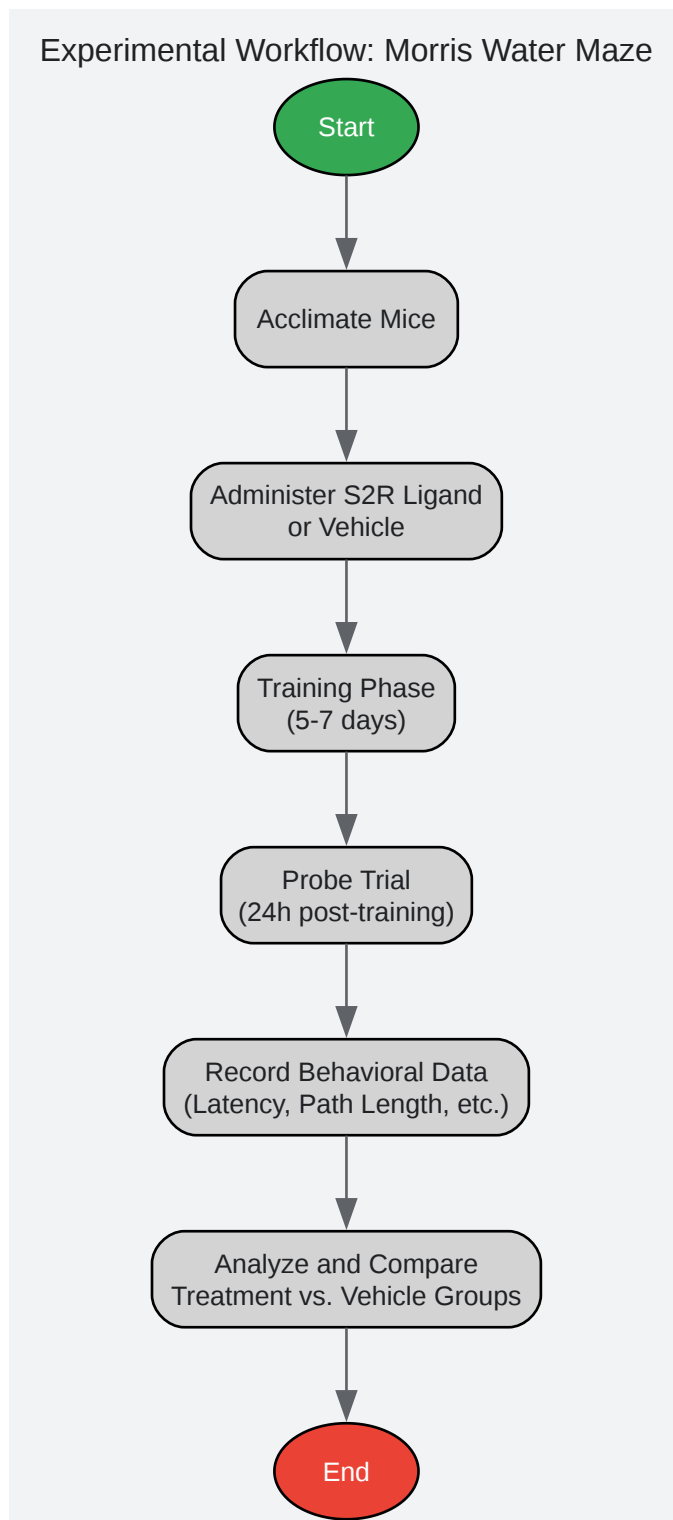 Experimental Workflow: Morris Water Maze
Start
Acclimate Mice
Administer S2R Ligand
or Vehicle
Training Phase
(5-7 days)
Probe Trial
(24h post-training)
Record Behavioral Data
(Latency, Path Length, etc.)
Analyze and Compare
Treatment vs. Vehicle Groups
End